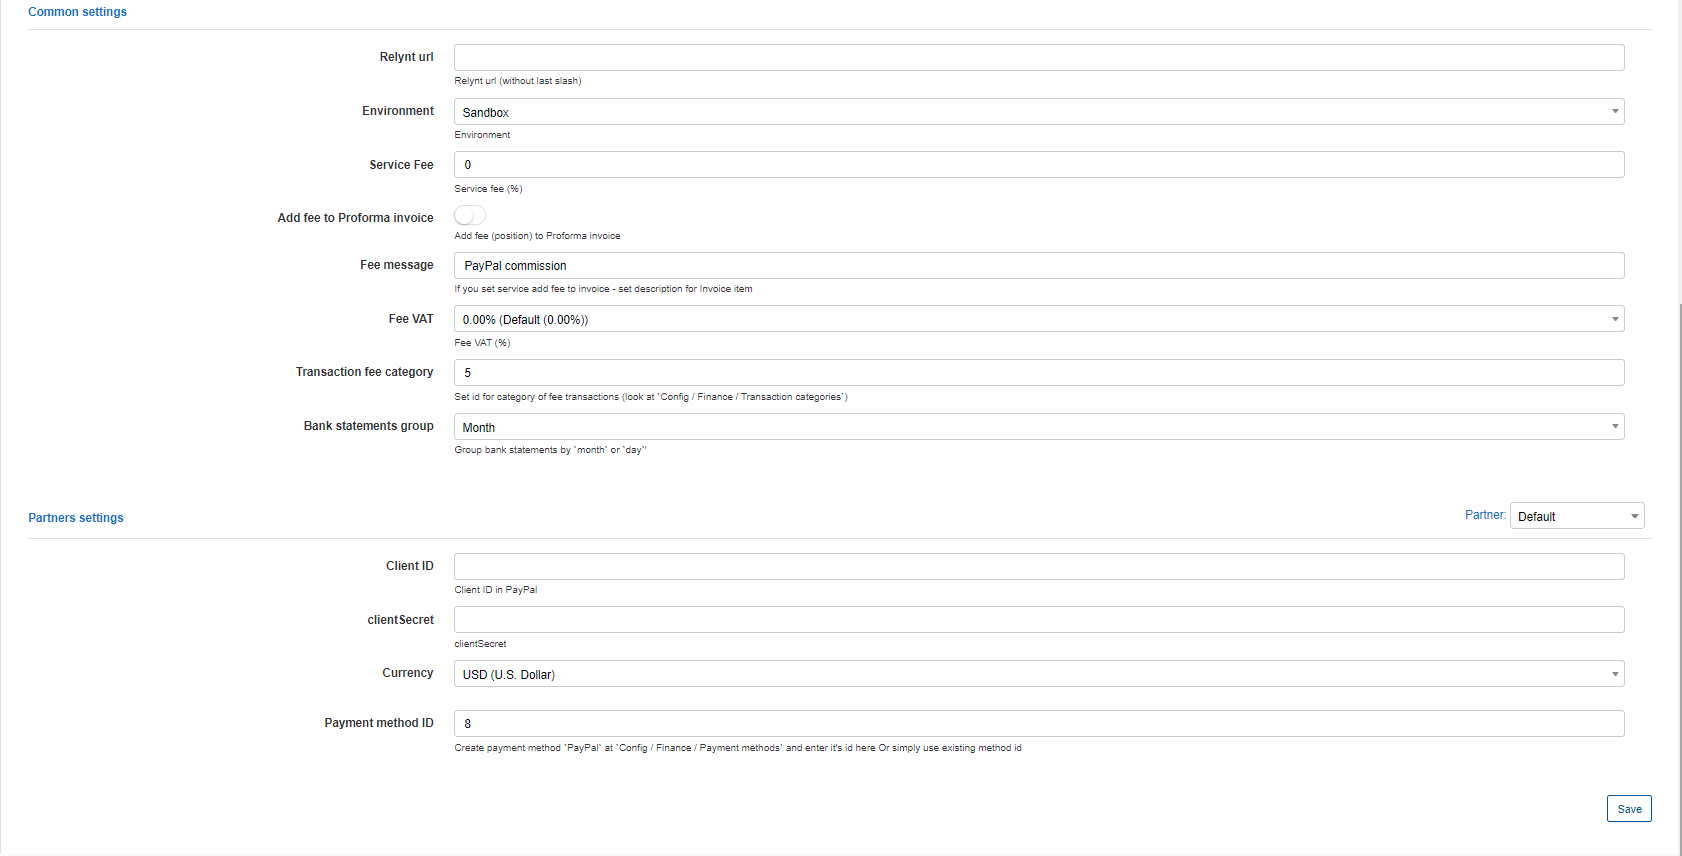 Common settings
Relynt url
Relynt url (without last slash)
Environment
Sandbox
Environment
Service Fee
0
Service fee (%)
Add fee to Proforma invoice
Add fee (position) to Proforma invoice
Fee message
PayPal commission
If you set service add fee to invoice - set description for Invoice item
Fee VAT
0.00% (Default (0.00%))
Fee VAT (%)
Transaction fee category
5
Set id for category of fee transactions (look at `Config / Finance / Transaction categories`)
Bank statements group
Month
Group bank statements by `month` or `day"
Partners settings
Partner: Default
Client ID
Client ID in PayPal
clientSecret
clientSecret
Currency
USD (U.S. Dollar)
Payment method ID
8
Create payment method `PayPal` at `Config / Finance / Payment methods` and enter it's id here Or simply use existing method id
Save